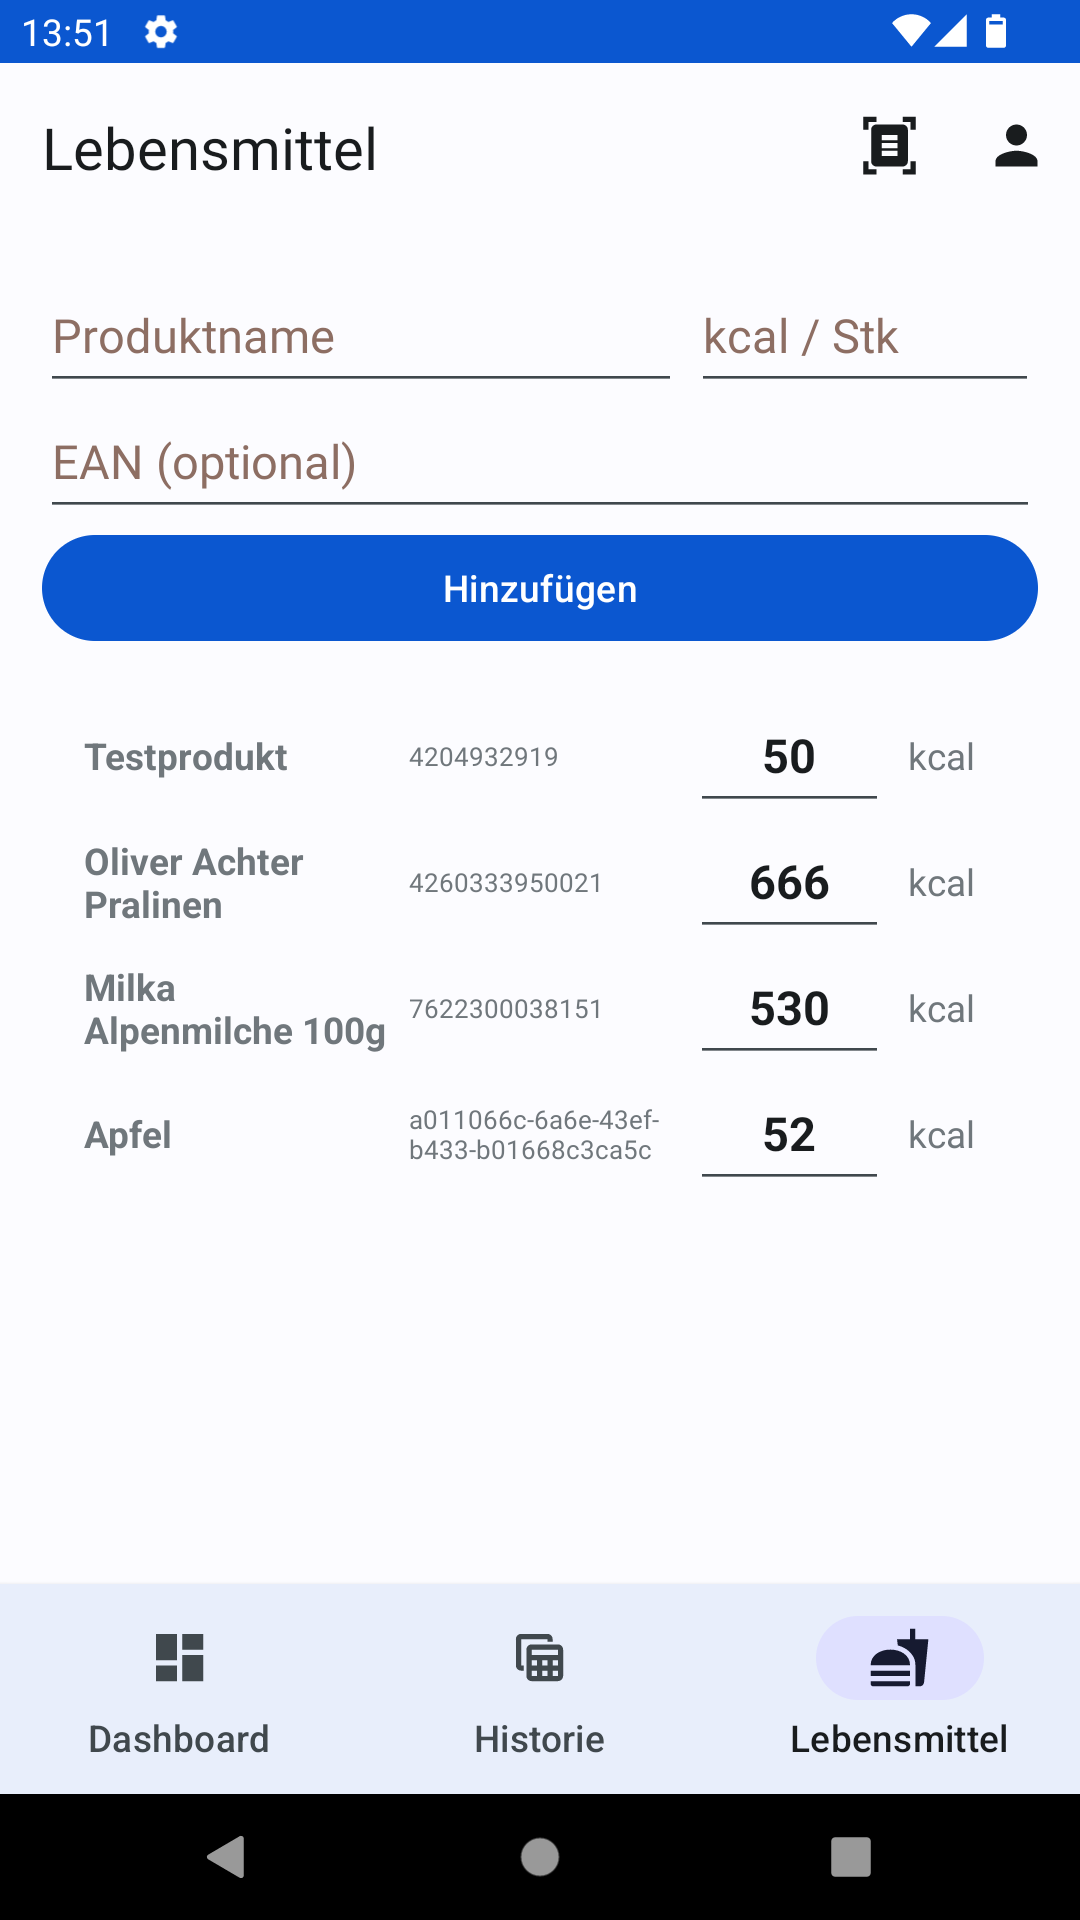 13:51
Lebensmittel
Produktname kcal / Stk
EAN (optional)
Hinzufügen
Testprodukt 4204932919 50 kcal
Oliver Achter
Pralinen 4260333950021 666 kcal
Milka
Alpenmilche 100g 7622300038151 530 kcal
Apfel a011066c-6a6e-43ef-
b433-b01668c3ca5c 52 kcal
Dashboard Historie Lebensmittel